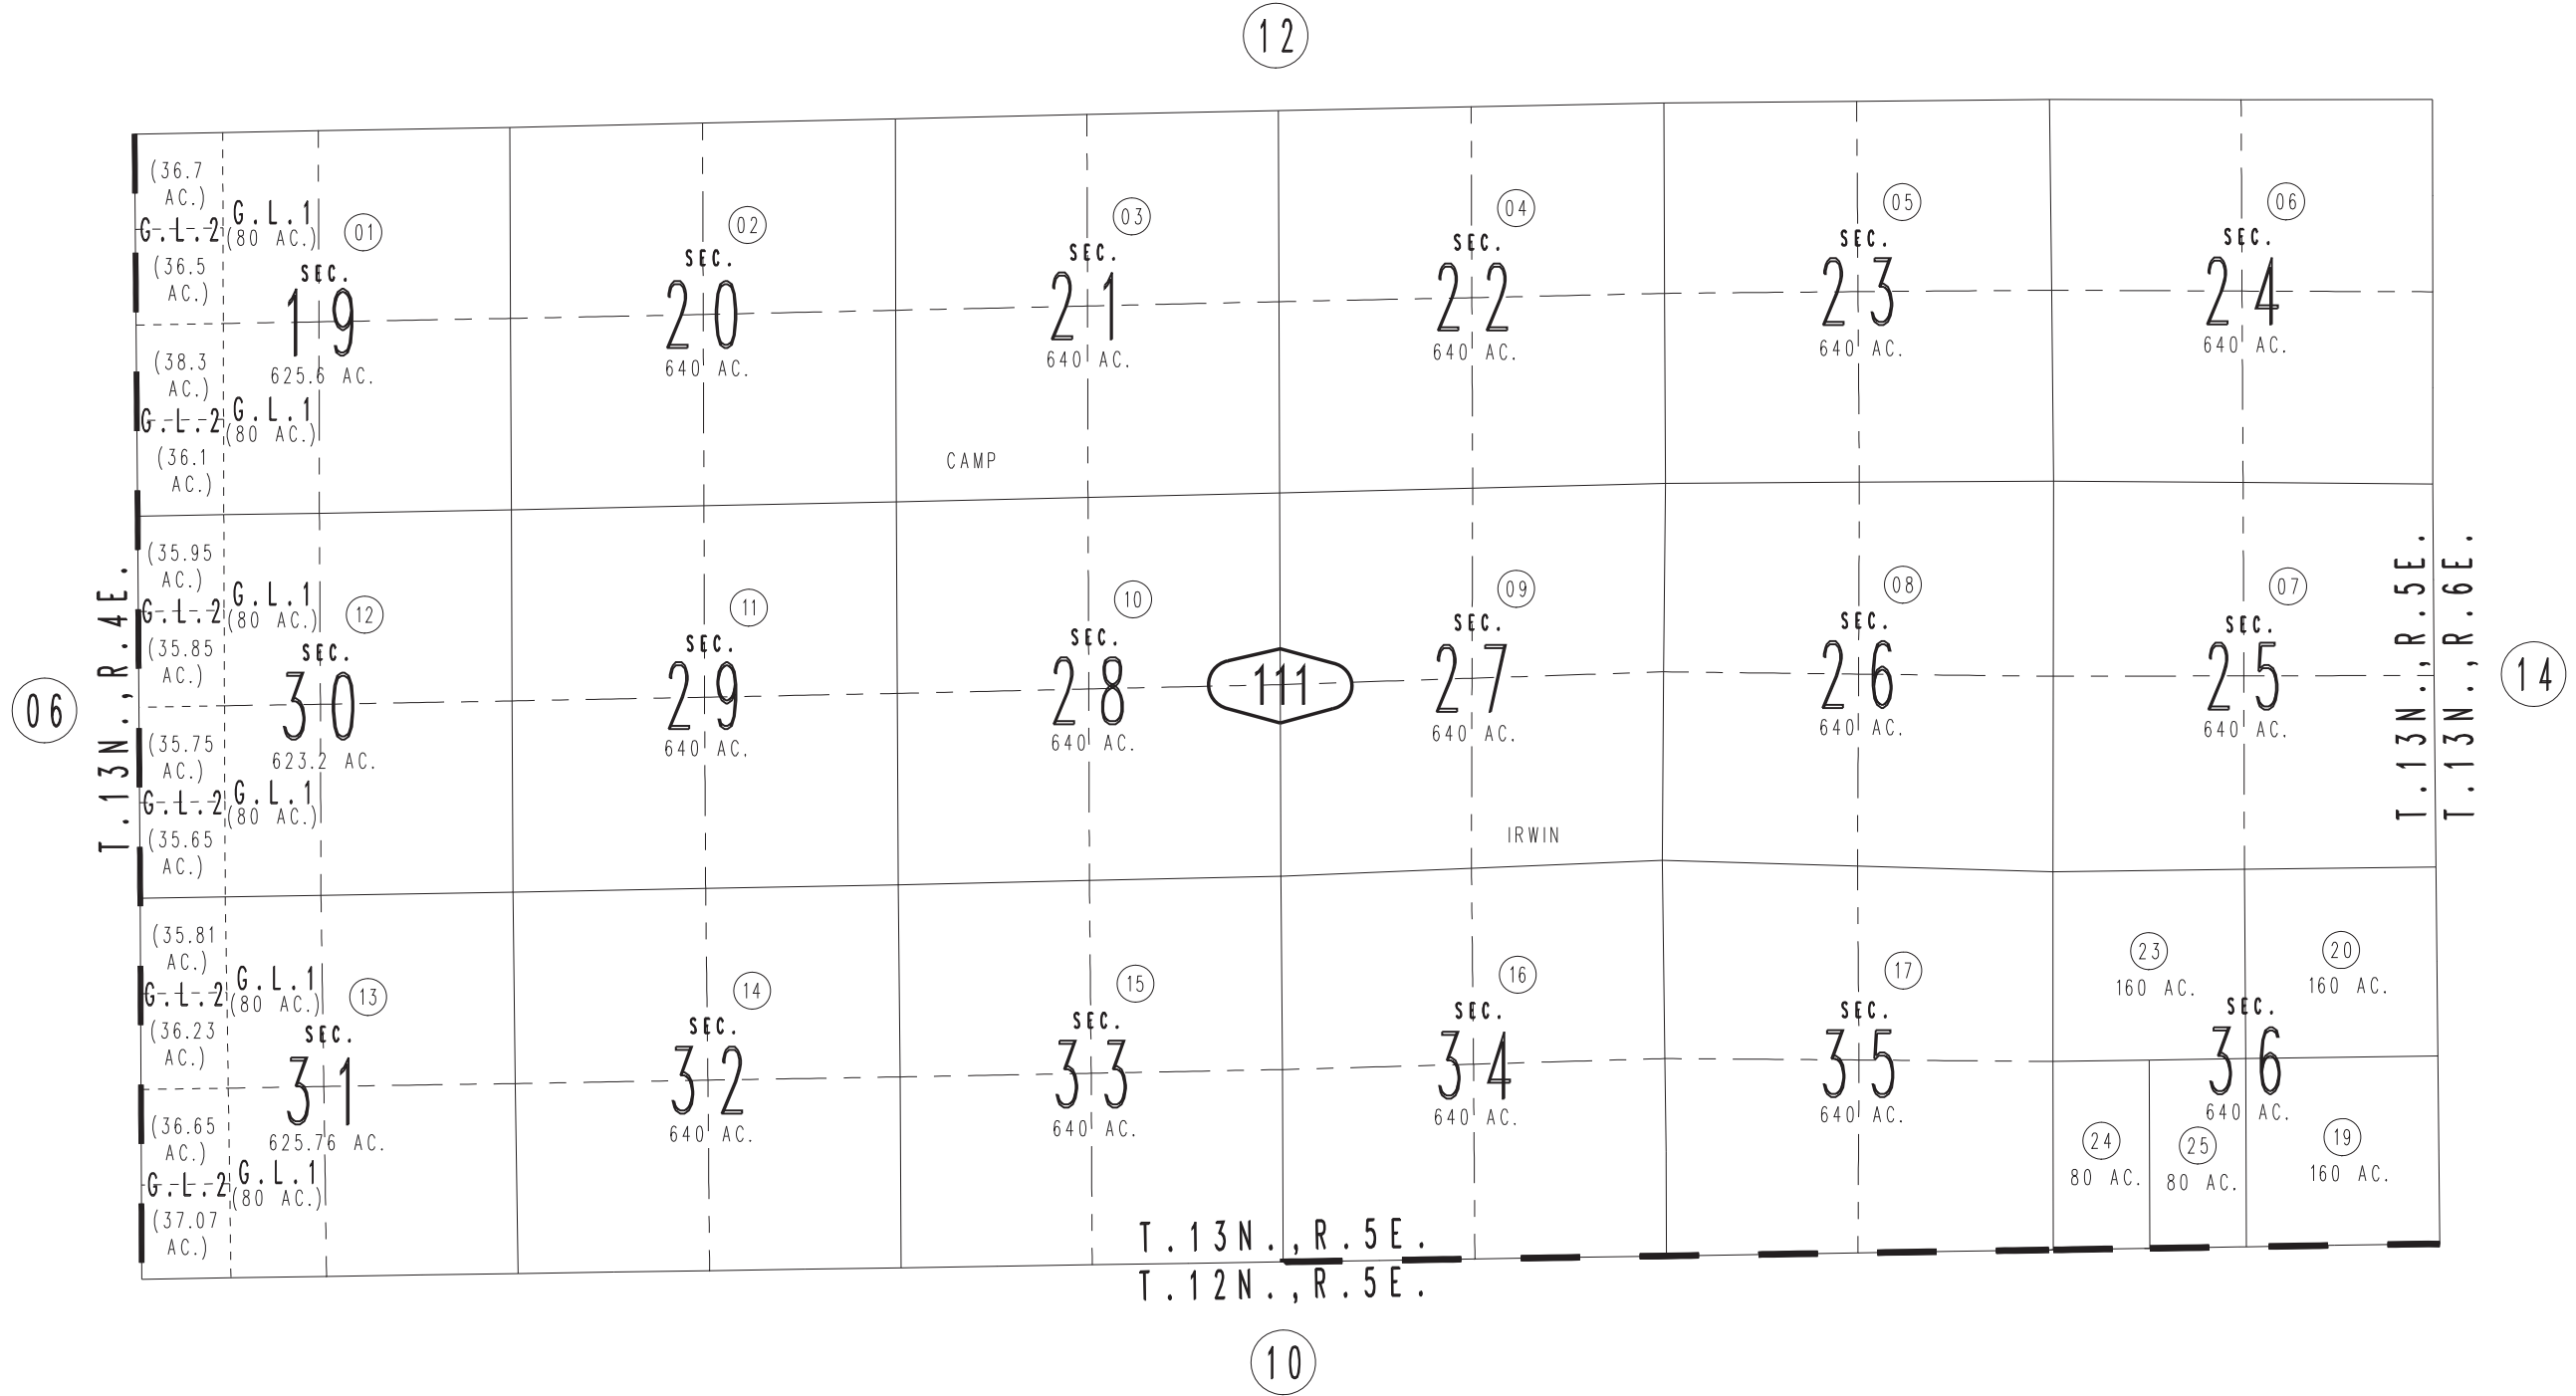 12
(36.7
AC.)
G.L.2
G.L.1
(80 AC.)
01
(36.5
AC.)
SEC.
19
625.6 AC.
(38.3
AC.)
G.L.2
G.L.1
(80 AC.)
(36.1
AC.)
02
SEC.
20
640 AC.
03
SEC.
21
640 AC.
CAMP
04
SEC.
22
640 AC.
05
SEC.
23
640 AC.
06
SEC.
24
640 AC.
06
T.13N.,R.4E.
(35.95
AC.)
G.L.2
G.L.1
(80 AC.)
12
(35.85
AC.)
SEC.
30
623.2 AC.
(35.75
AC.)
G.L.2
G.L.1
(80 AC.)
(35.65
AC.)
11
SEC.
29
640 AC.
10
SEC.
28
640 AC.
111
09
SEC.
27
640 AC.
IRWIN
08
SEC.
26
640 AC.
07
SEC.
25
640 AC.
T.13N.,R.5E.
T.13N.,R.6E.
14
(35.81
AC.)
G.L.2
G.L.1
(80 AC.)
13
(36.23
AC.)
SEC.
31
625.76 AC.
(36.65
AC.)
G.L.2
G.L.1
(80 AC.)
(37.07
AC.)
14
SEC.
32
640 AC.
15
SEC.
33
640 AC.
16
SEC.
34
640 AC.
17
SEC.
35
640 AC.
23
160 AC.
20
160 AC.
SEC.
36
640 AC.
24
80 AC.
25
80 AC.
19
160 AC.
T.13N.,R.5E.
T.12N.,R.5E.
10